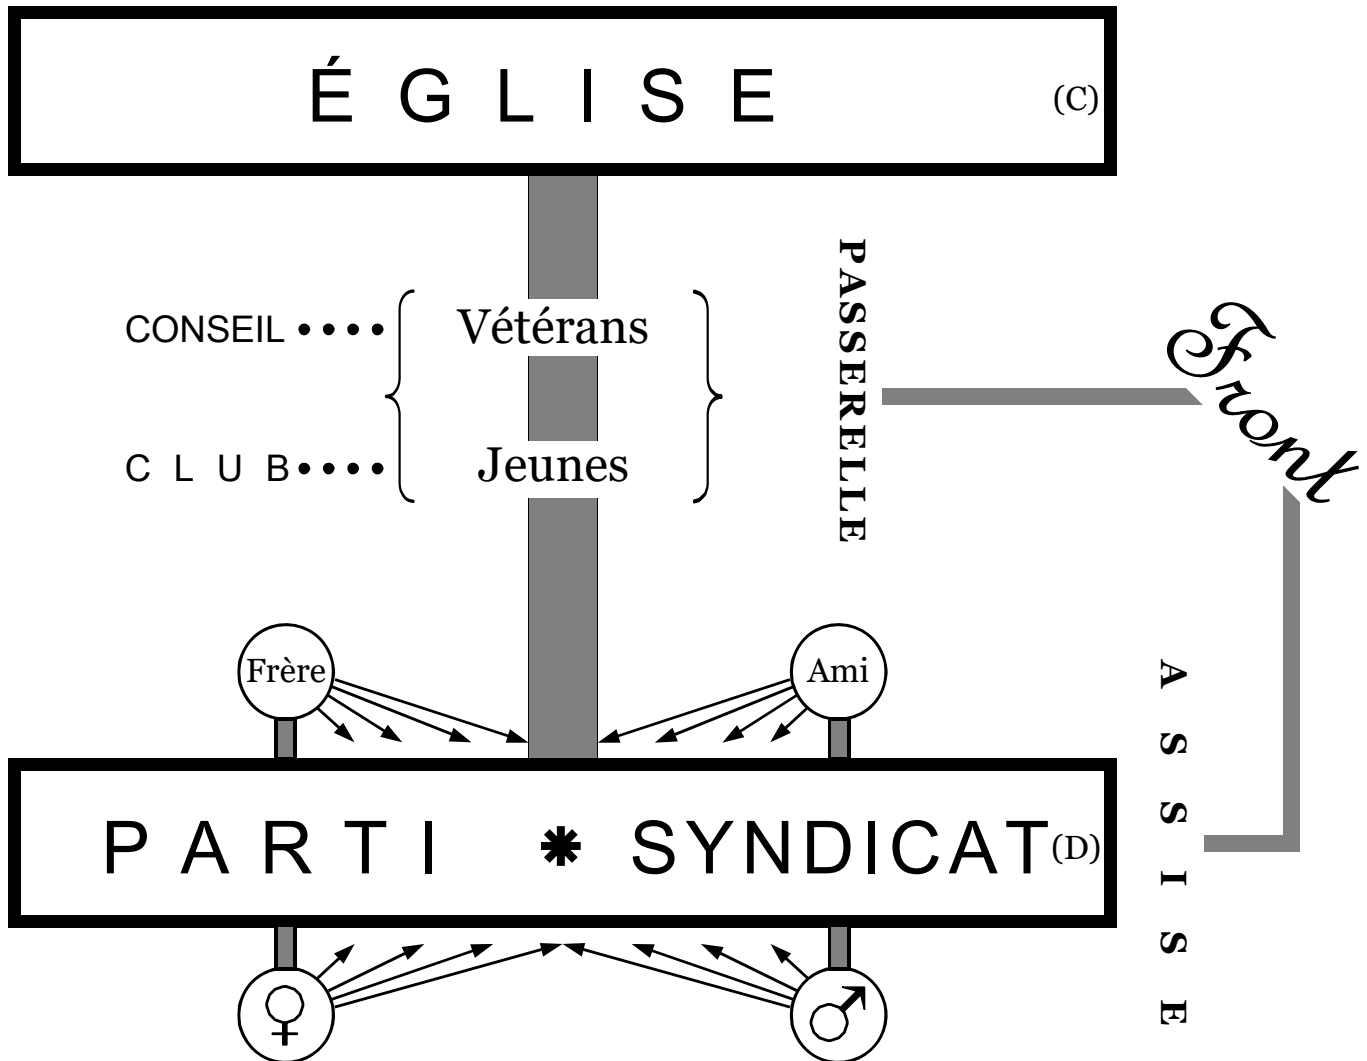 ÉGLISE (C)
CONSEIL •••• Vétérans
CLUB •••• Jeunes
PASSERELLE
Front
Frère
Ami
ASSISE
PARTI * SYNDICAT (D)
♀ ♂